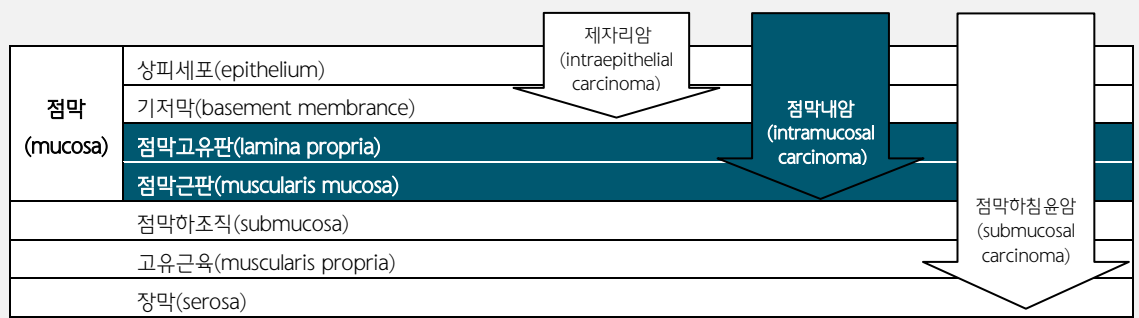 제자리암
(intraepithelial
carcinoma)
점막
(mucosa)
상피세포(epithelium)
기저막(basement membrance)
점막고유판(lamina propria)
점막근판(muscularis mucosa)
점막내암
(intramucosal
carcinoma)
점막하조직(submucosa)
고유근육(muscularis propria)
장막(serosa)
점막하침윤암
(submucosal
carcinoma)